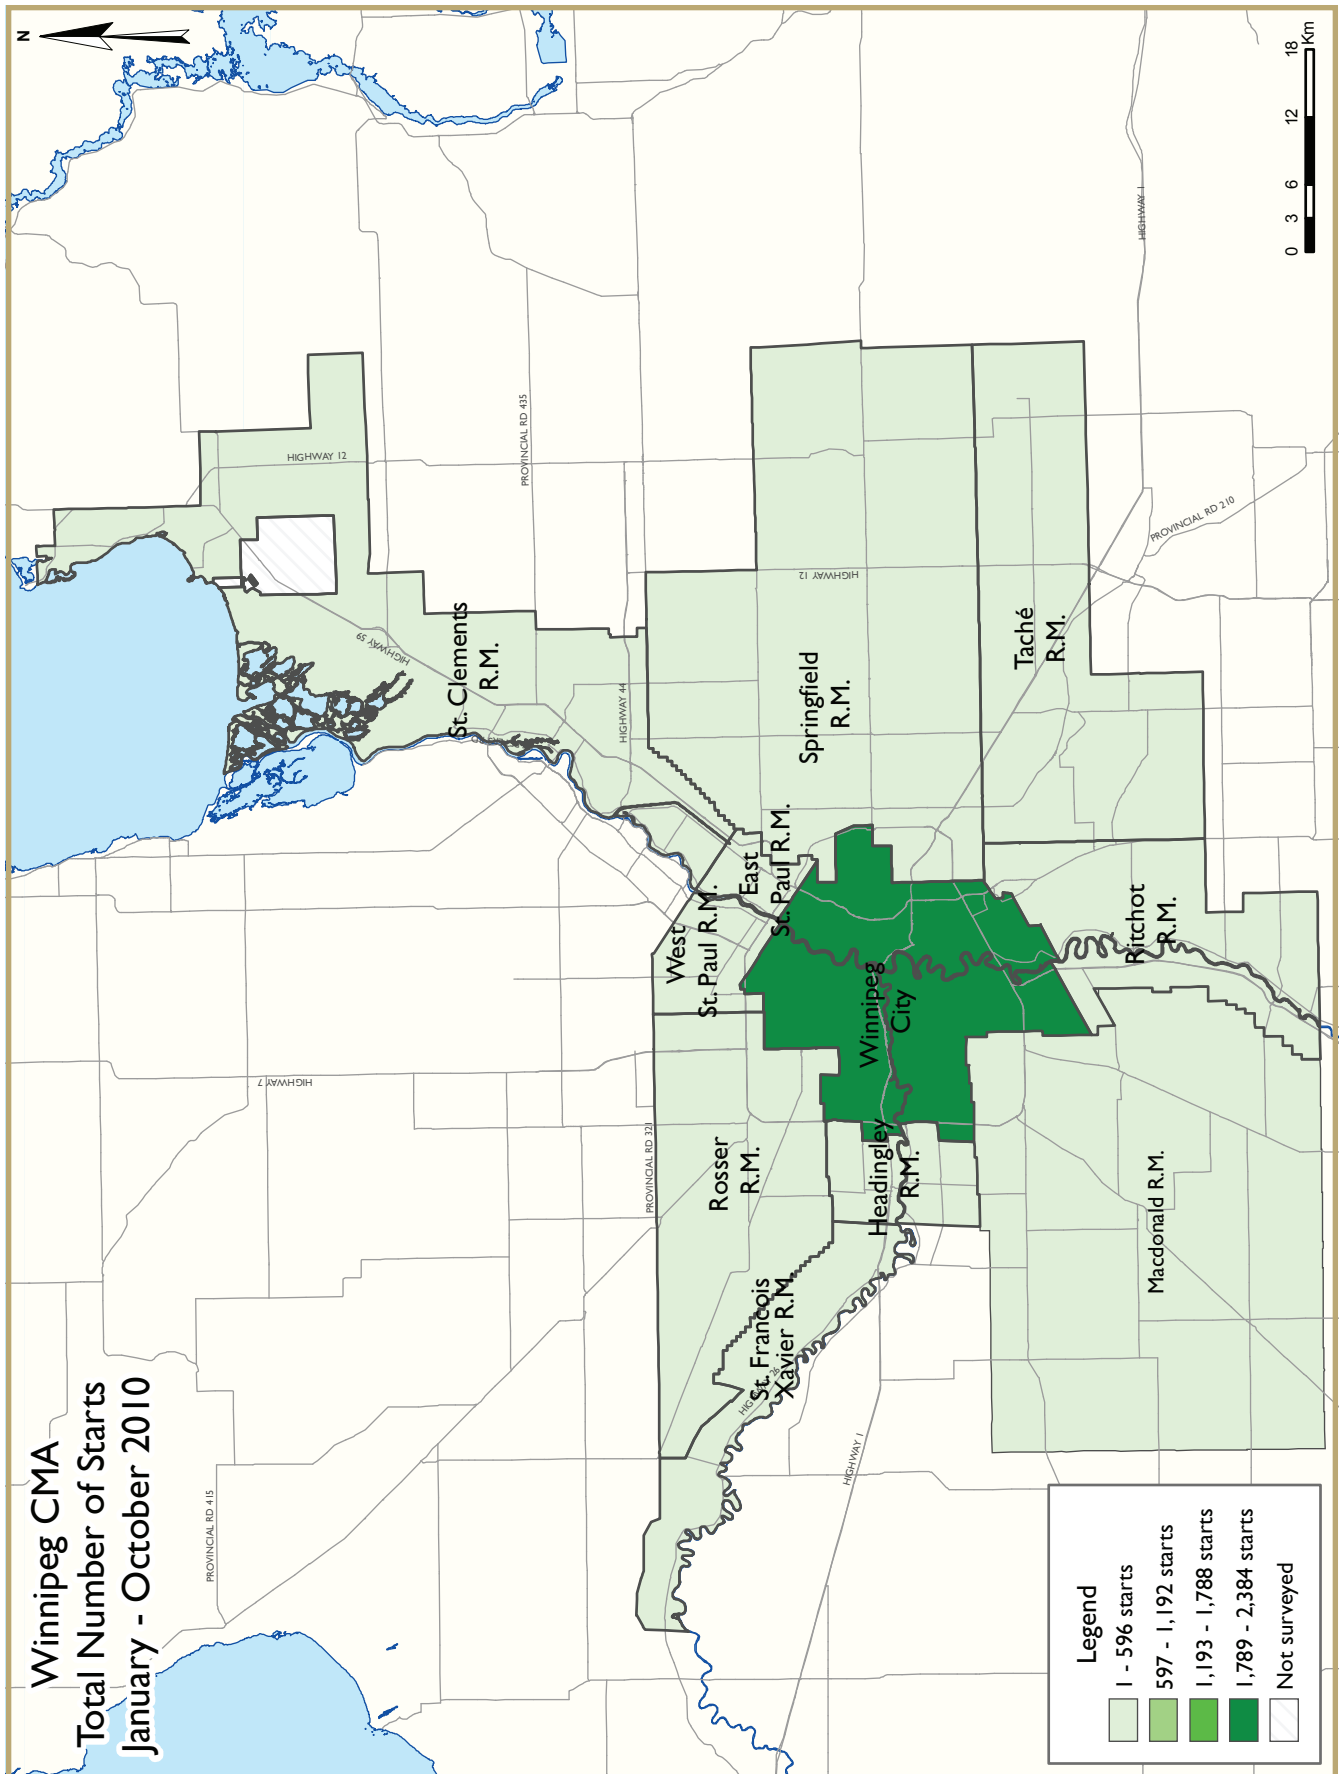 Winnipeg CMA
Total Number of Starts
January - October 2010
N
PROVINCIAL RD 415
HIGHWAY 7
HIGHWAY 12
PROVINCIAL RD 435
HIGHWAY 59
St. Clements
R.M.
HIGHWAY 44
PROVINCIAL RD 321
West
St. Paul R.M.
East
St. Paul R.M.
Rosser
R.M.
St. Francois
Xavier R.M.
HIGHWAY 26
Springfield
R.M.
HIGHWAY 12
Winnipeg
City
Headingley
R.M.
HIGHWAY 1
Taché
R.M.
HIGHWAY 1
PROVINCIAL RD 210
Ritchot
R.M.
Macdonald R.M.
Legend
1 - 596 starts
597 - 1,192 starts
1,193 - 1,788 starts
1,789 - 2,384 starts
Not surveyed
0 3 6 12 18
Km